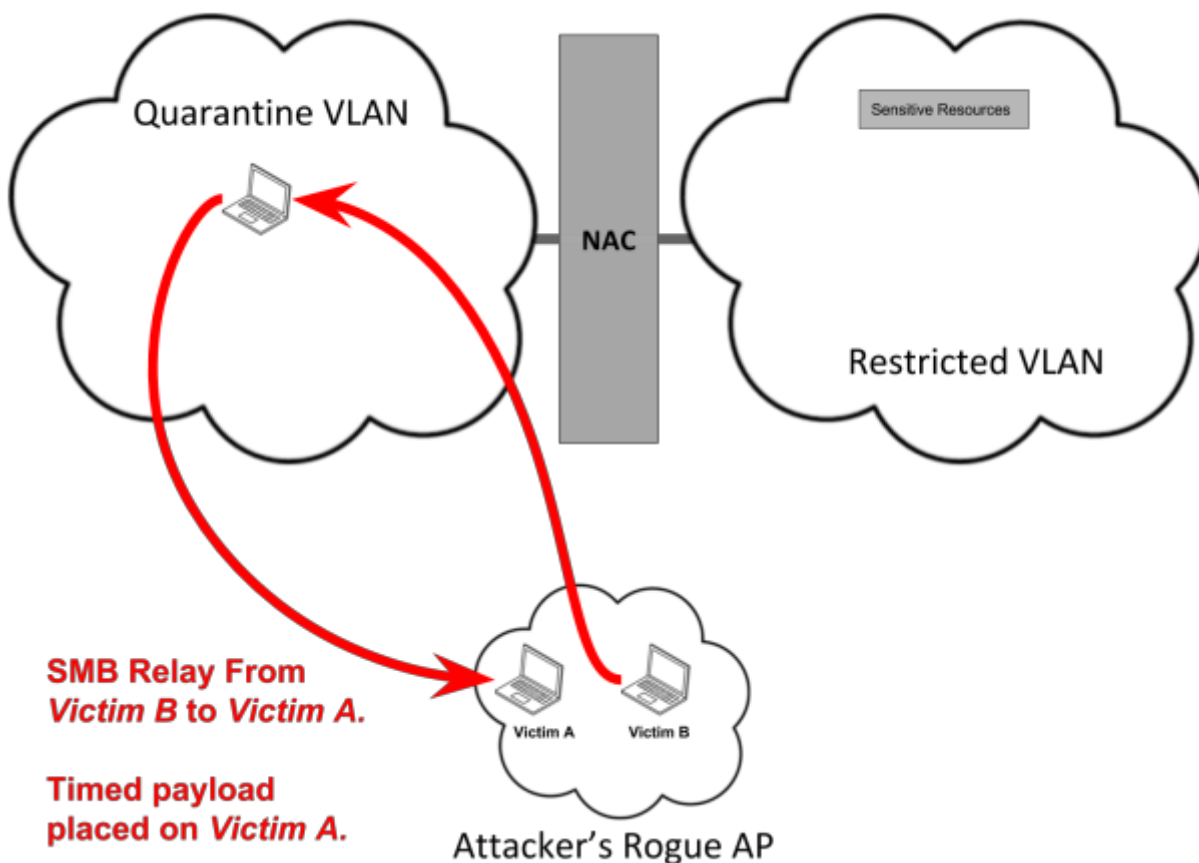 Quarantine VLAN
NAC
Sensitive Resources
Restricted VLAN
SMB Relay From
Victim B to Victim A.
Timed payload
placed on Victim A.
Victim A
Victim B
Attacker's Rogue AP